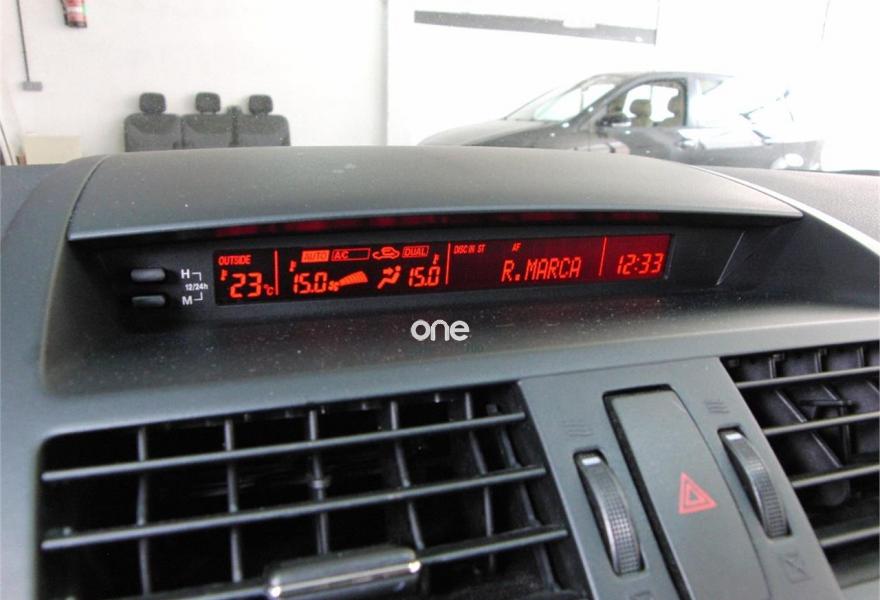 OUTSIDE AUTO A/C DUAL DISC IN ST AF
23°C 15.0 15.0 R.MARCA 12:33
H
12/24h
M
one